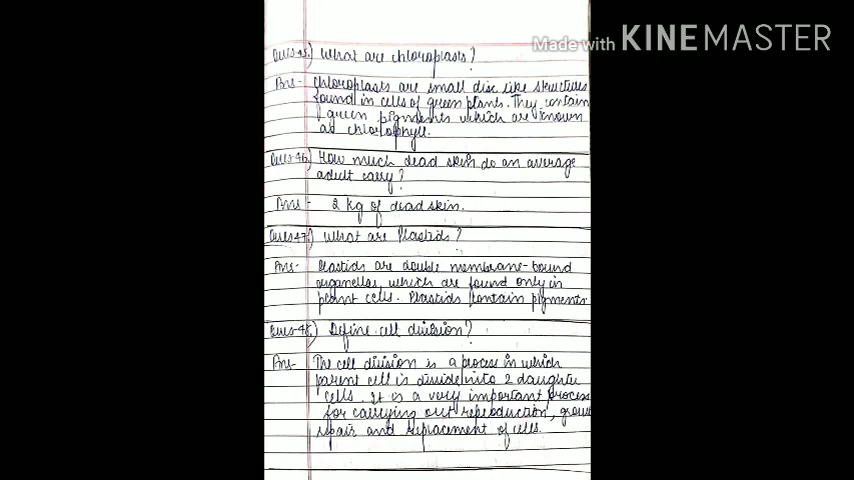 Made with KINEMASTER
Ques-45.) What are chloroplasts?
Ans- Chloroplasts are small disc like structures
found in cells of green plants. They contain
green pigments which are known
as chlorophyll.
Ques-46.) How much dead skin do an average
adult carry?
Ans- 2 kg of dead skin.
Ques-47.) What are Plastids?
Ans- Plastids are double membrane-bound
organelles, which are found only in
plant cells. Plastids contain pigments
Ques-48.) Define cell division?
Ans- The cell division is a process in which
parent cell is divide into 2 daughter
cells. It is a very important process
for carrying out reproduction, grow
repair and replacement of cells.